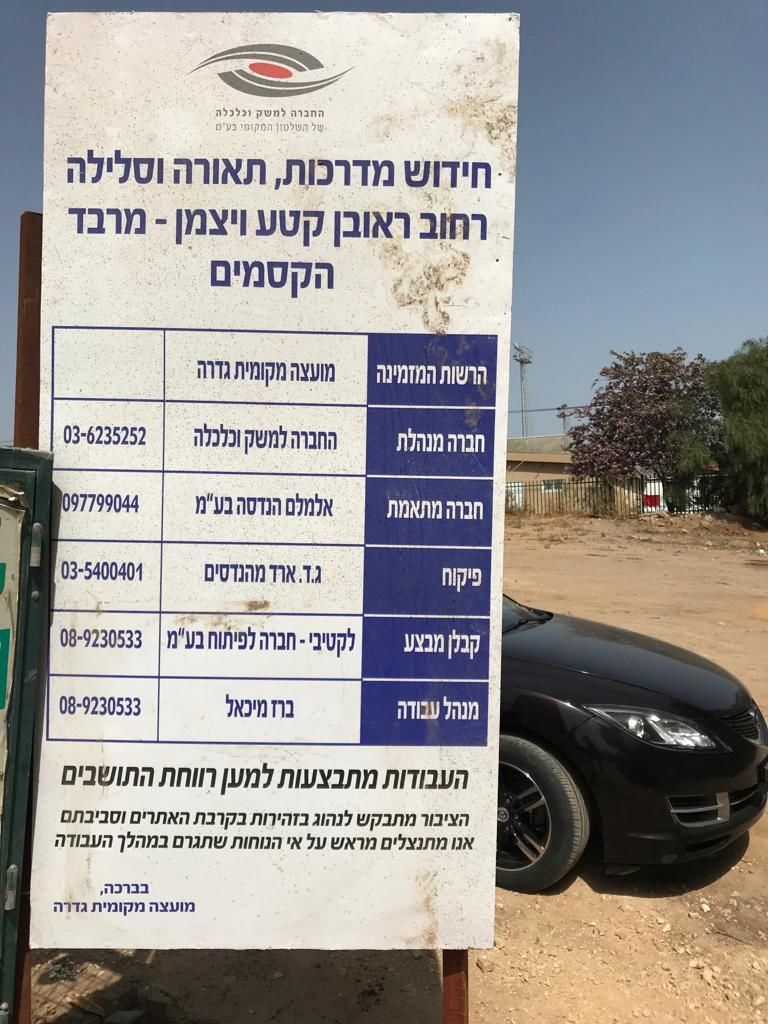 החברה למשק וכלכלה
של השלטון המקומי בע"מ
חידוש מדרכות, תאורה וסלילה
רחוב ראובן קטע ויצמן - מרבד
הקסמים
הרשות המזמינה מועצה מקומית גדרה
חברה מנהלת החברה למשק וכלכלה 03-6235252
חברה מתאמת אלמלם הנדסה בע"מ 097799044
פיקוח ג.ד. ארד מהנדסים 03-5400401
קבלן מבצע לקטיבי - חברה לפיתוח בע"מ 08-9230533
מנהל עבודה ברז מיכאל 08-9230533
העבודות מתבצעות למען רווחת התושבים
הציבור מתבקש לנהוג בזהירות בקרבת האתרים וסביבתם
אנו מתנצלים מראש על אי הנוחות שתגרם במהלך העבודה
בברכה,
מועצה מקומית גדרה